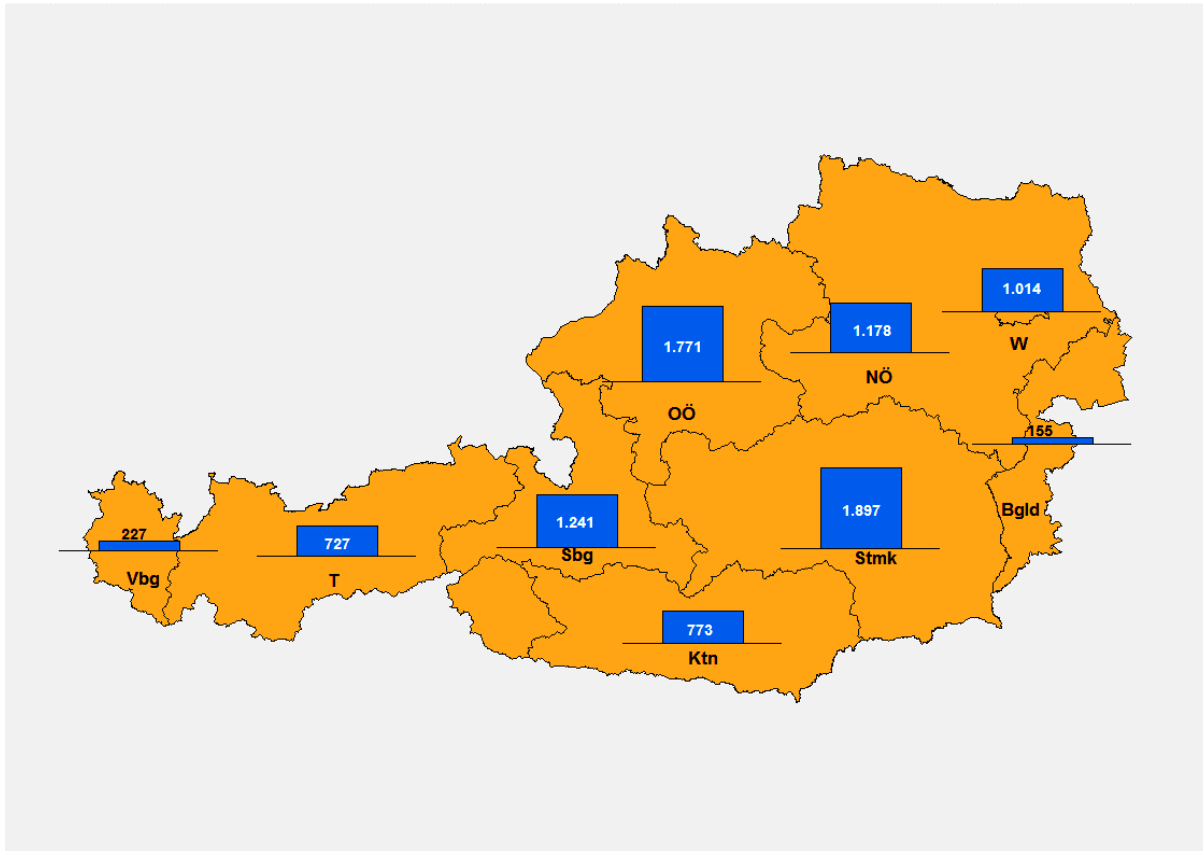 1.014
W
1.178
NÖ
1.771
OÖ
155
Bgld
1.897
Stmk
1.241
Sbg
727
T
227
Vbg
773
Ktn